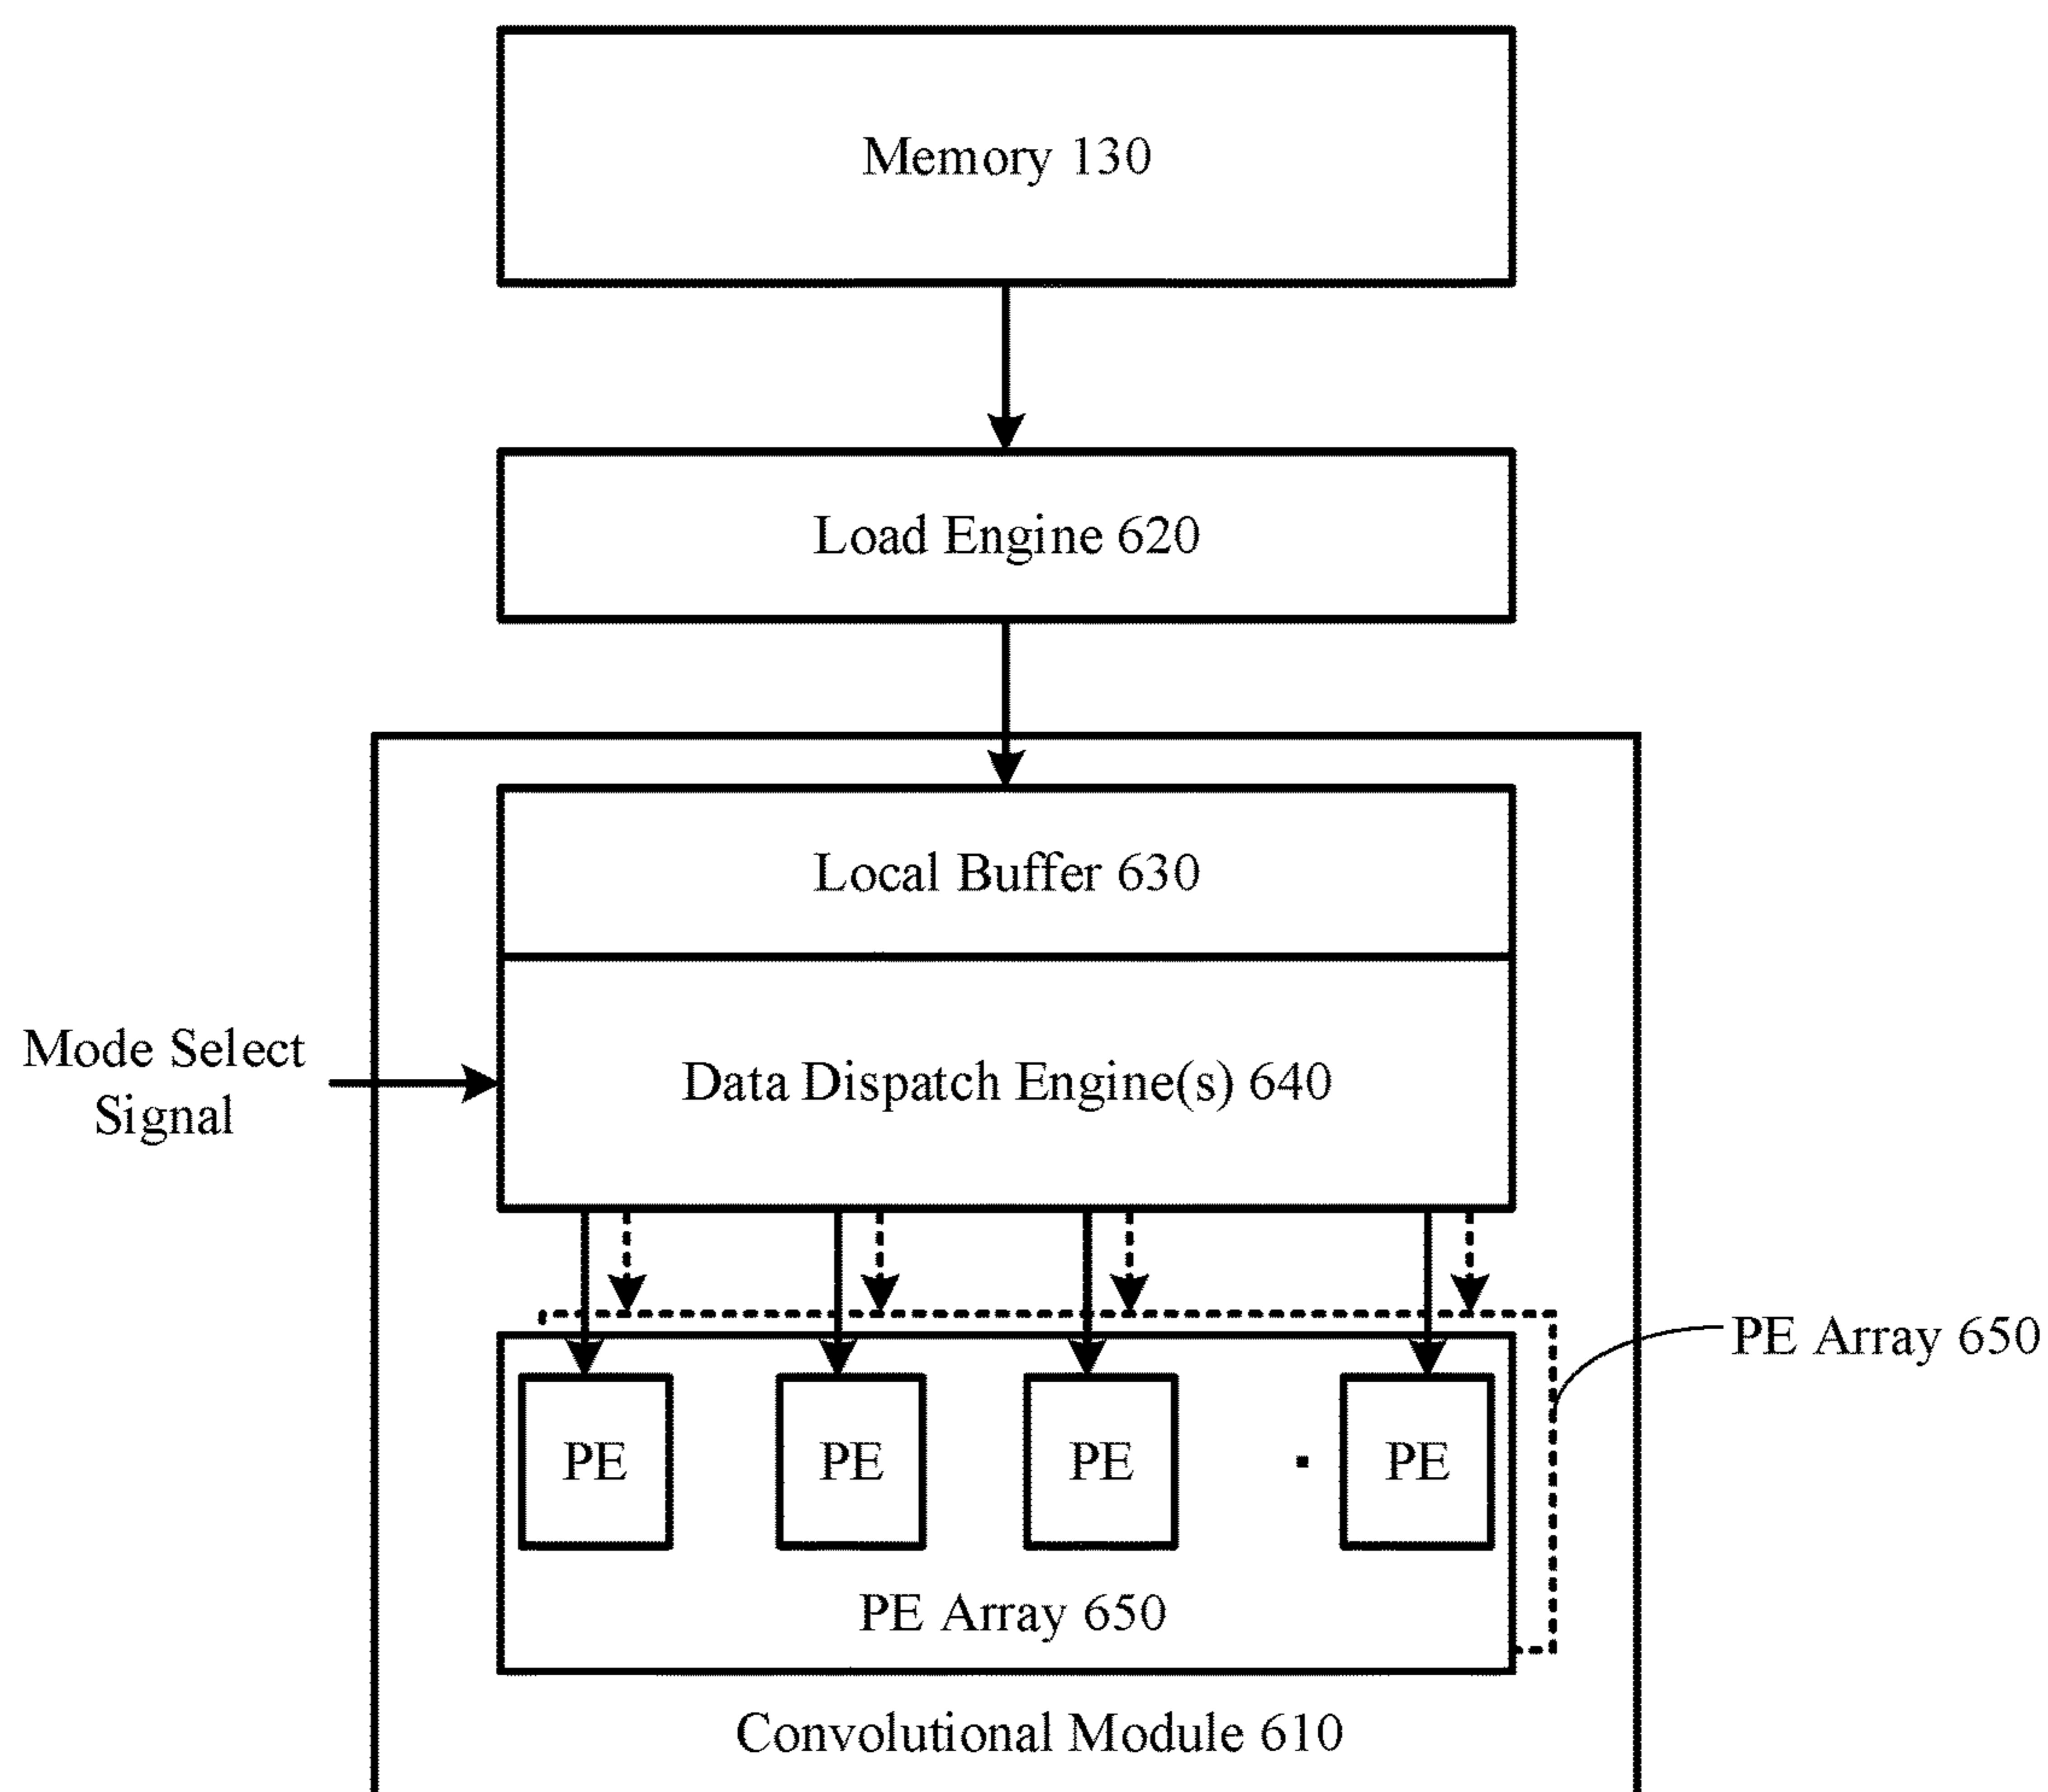 Memory 130
Load Engine 620
Local Buffer 630
Mode Select
Signal
Data Dispatch Engine(s) 640
PE Array 650
PE PE PE . PE
PE Array 650
Convolutional Module 610